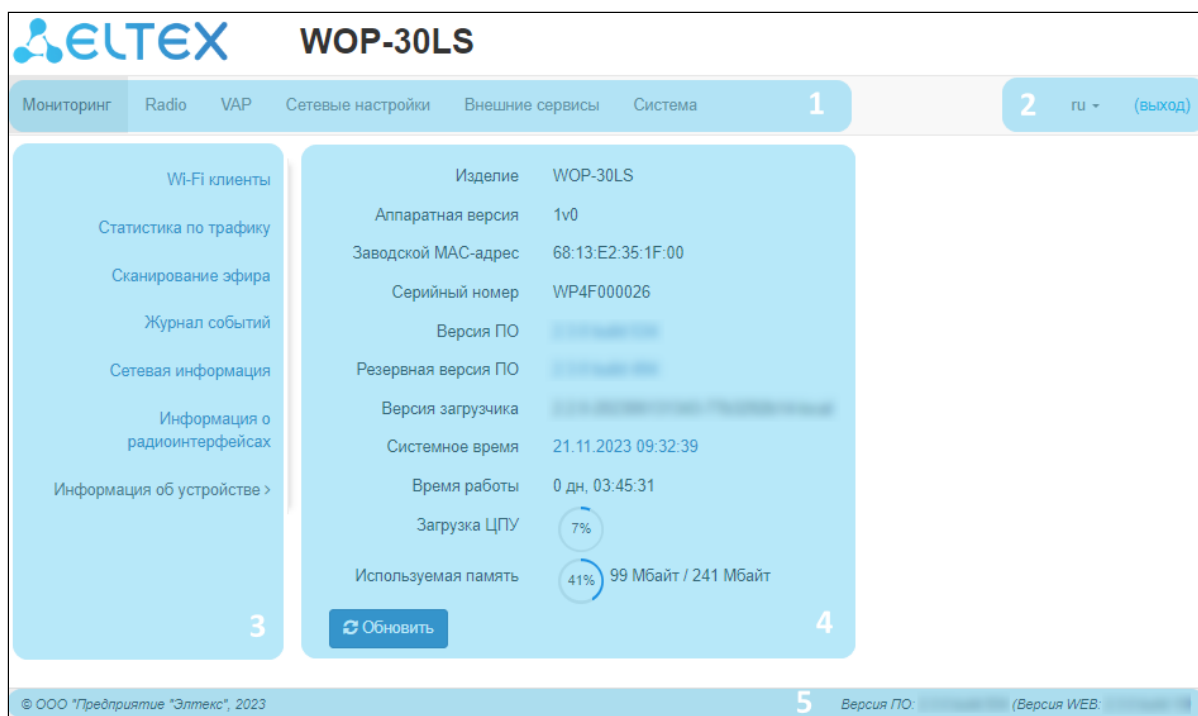 ELTEX WOP-30LS
Мониторинг Radio VAP Сетевые настройки Внешние сервисы Система 1 2 ru (выход)
Wi-Fi клиенты
Статистика по трафику
Сканирование эфира
Журнал событий
Сетевая информация
Информация о
радиоинтерфейсах
Информация об устройстве >
3
Изделие WOP-30LS
Аппаратная версия 1v0
Заводской MAC-адрес 68:13:E2:35:1F:00
Серийный номер WP4F000026
Версия ПО
Резервная версия ПО
Версия загрузчика
Системное время 21.11.2023 09:32:39
Время работы 0 дн, 03:45:31
Загрузка ЦПУ 7%
Используемая память 41% 99 Мбайт / 241 Мбайт
Обновить 4
© ООО "Предприятие "Элтекс", 2023 5 Версия ПО: (Версия WEB: